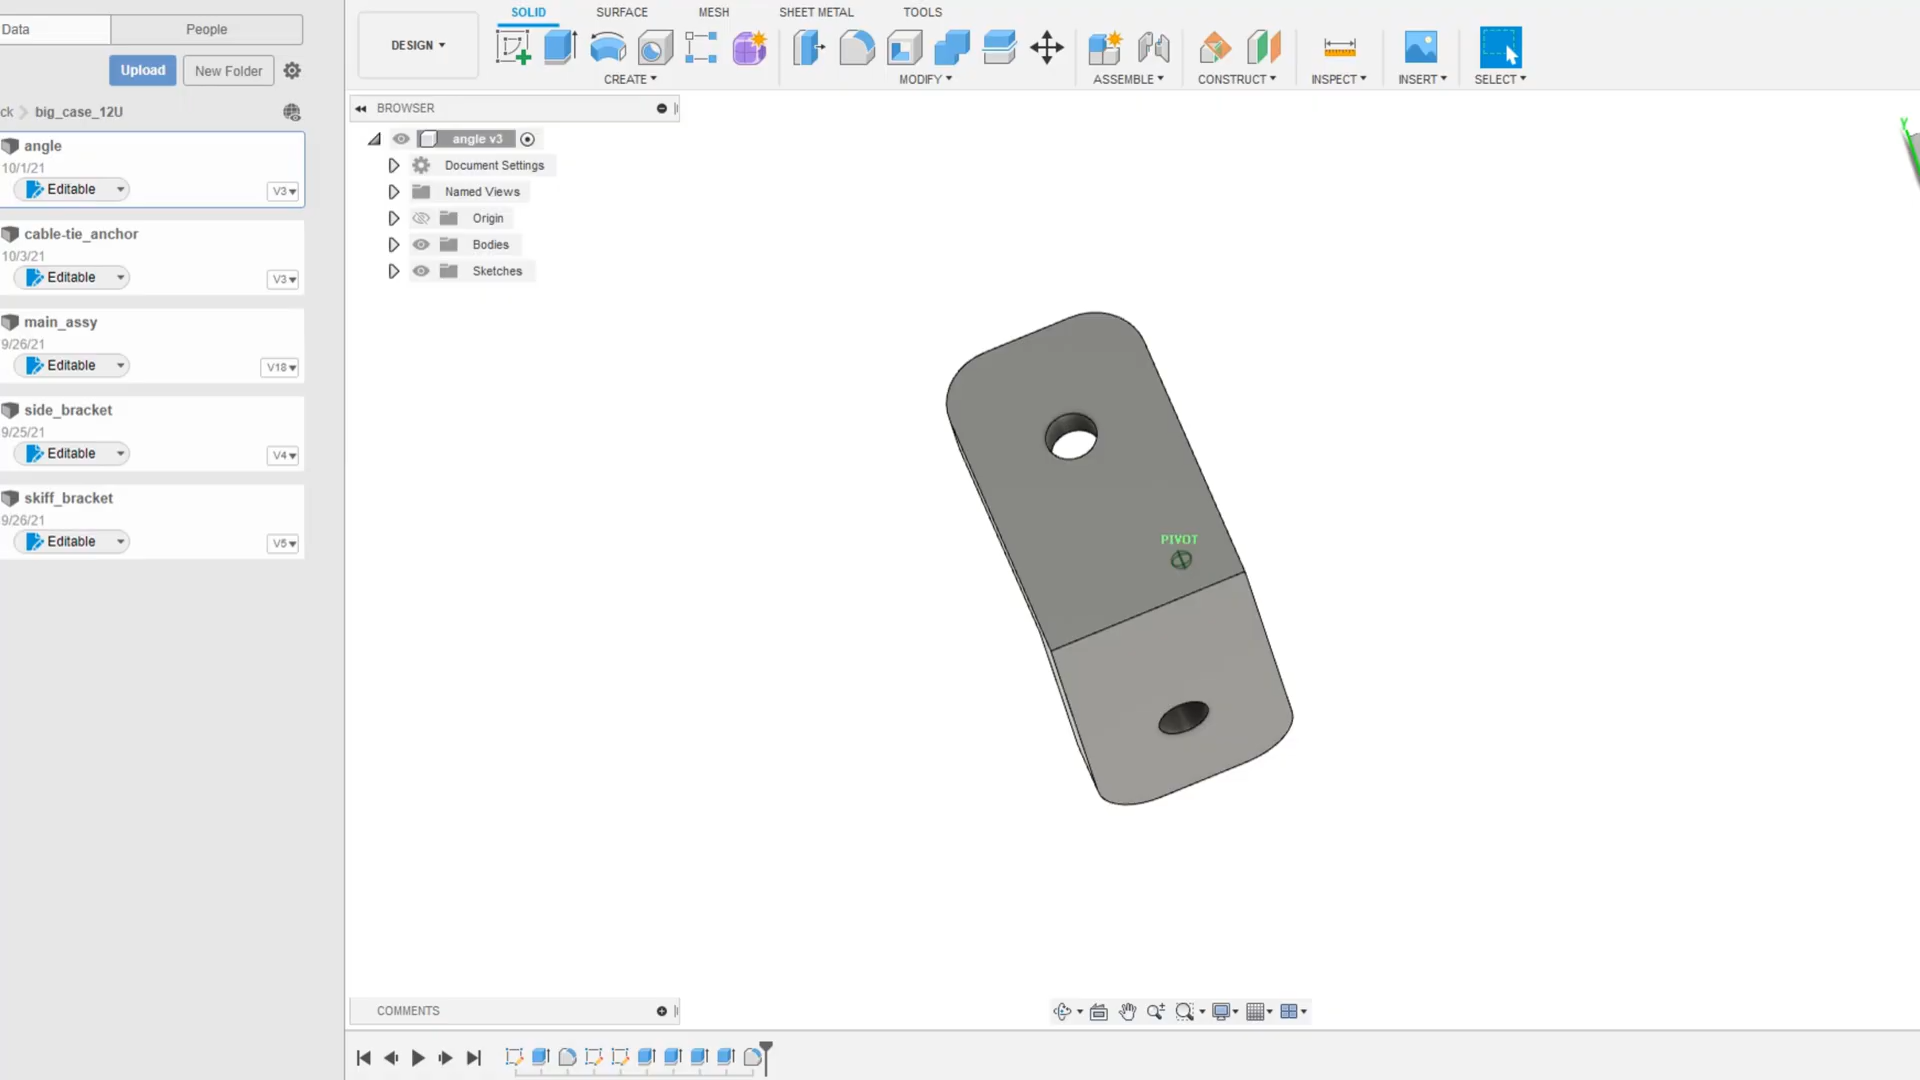 Data
People
Upload
New Folder
ck
big_case_12U
angle
10/1/21
Editable
V3
cable-tie_anchor
10/3/21
Editable
V3
main_assy
9/26/21
Editable
V18
side_bracket
9/25/21
Editable
V4
skiff_bracket
9/26/21
Editable
V5
DESIGN
SOLID
SURFACE
MESH
SHEET METAL
TOOLS
CREATE
MODIFY
ASSEMBLE
CONSTRUCT
INSPECT
INSERT
SELECT
BROWSER
angle v3
Document Settings
Named Views
Origin
Bodies
Sketches
Y
PIVOT
COMMENTS